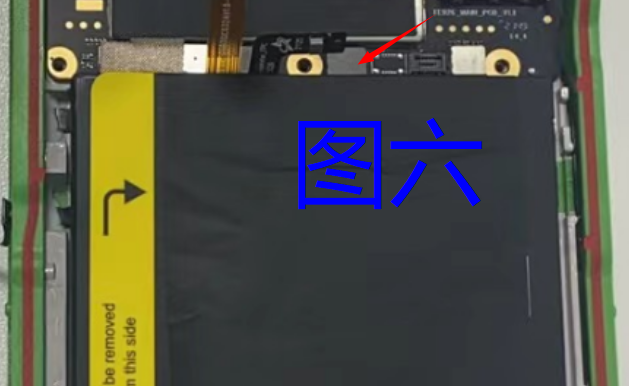 图六
be removed
n this side